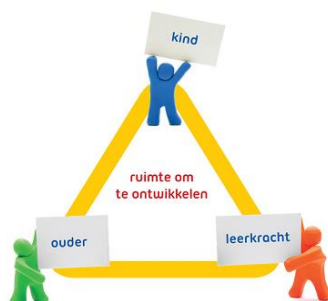 kind
ruimte om
te ontwikkelen
ouder
leerkracht